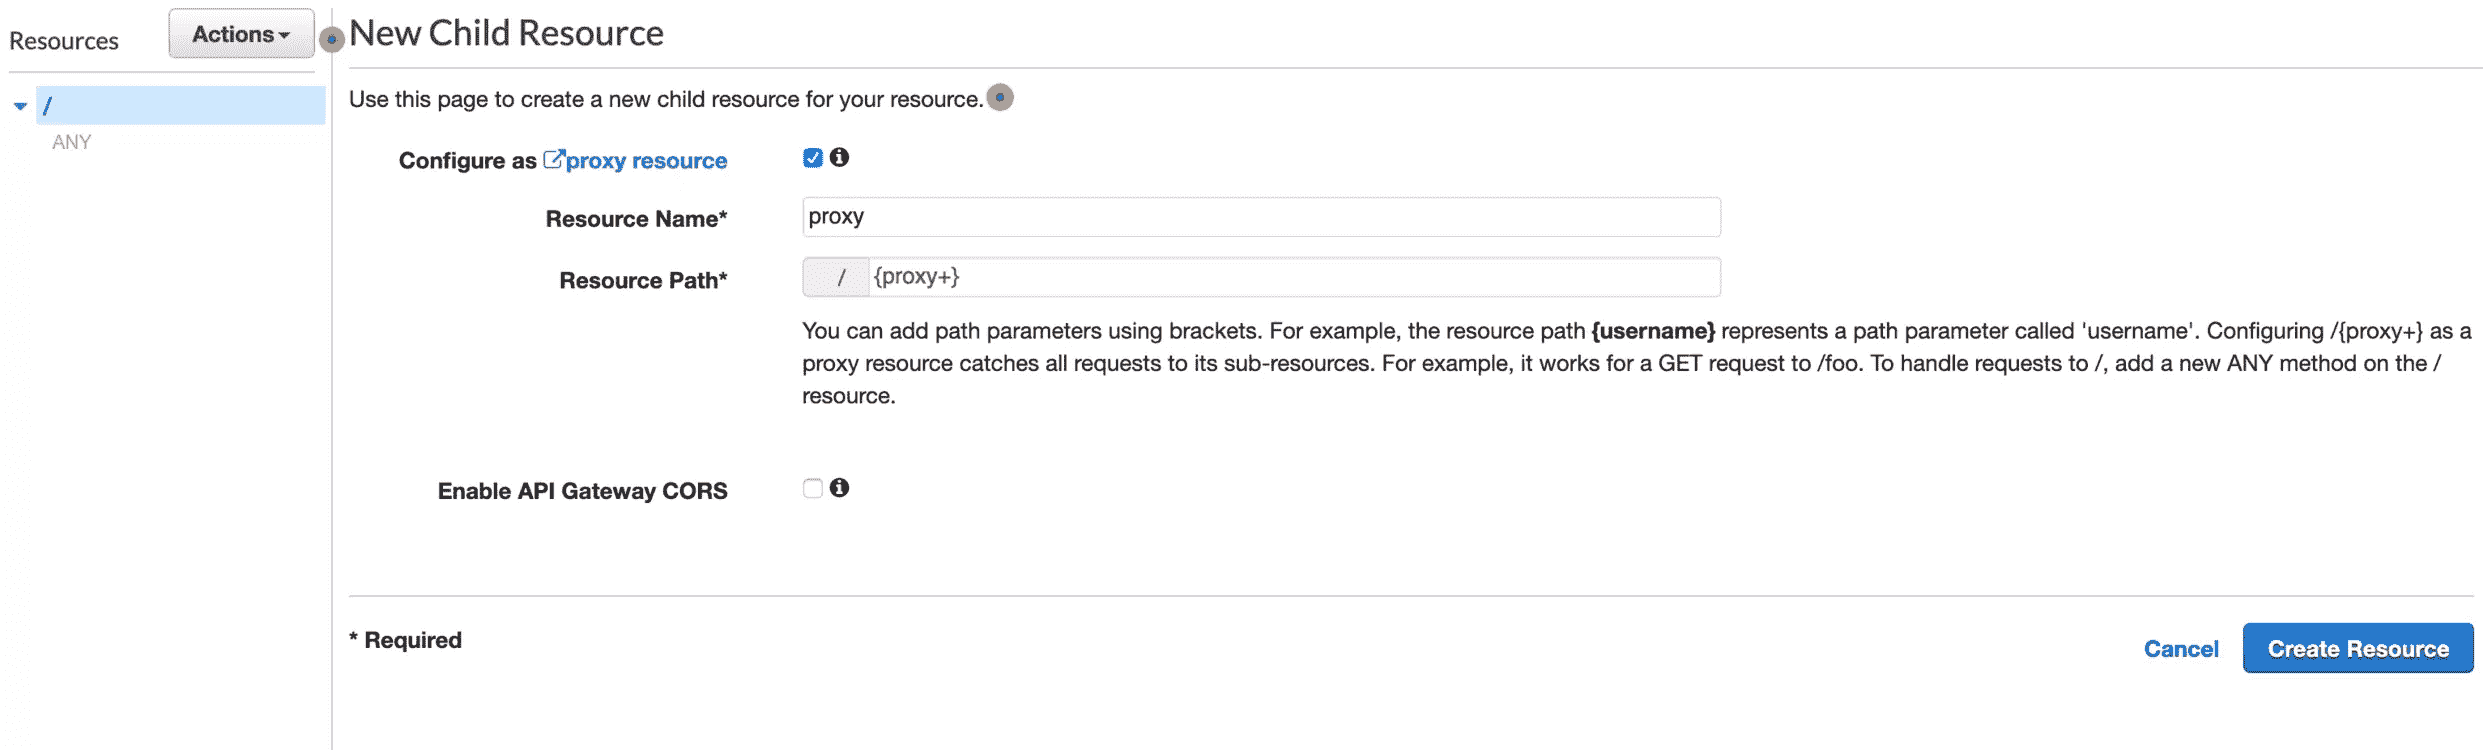 Resources
Actions
/
ANY
New Child Resource
Use this page to create a new child resource for your resource.
Configure as proxy resource
Resource Name*
proxy
Resource Path*
/ {proxy+}
You can add path parameters using brackets. For example, the resource path {username} represents a path parameter called 'username'. Configuring /{proxy+} as a
proxy resource catches all requests to its sub-resources. For example, it works for a GET request to /foo. To handle requests to /, add a new ANY method on the /
resource.
Enable API Gateway CORS
* Required
Cancel
Create Resource